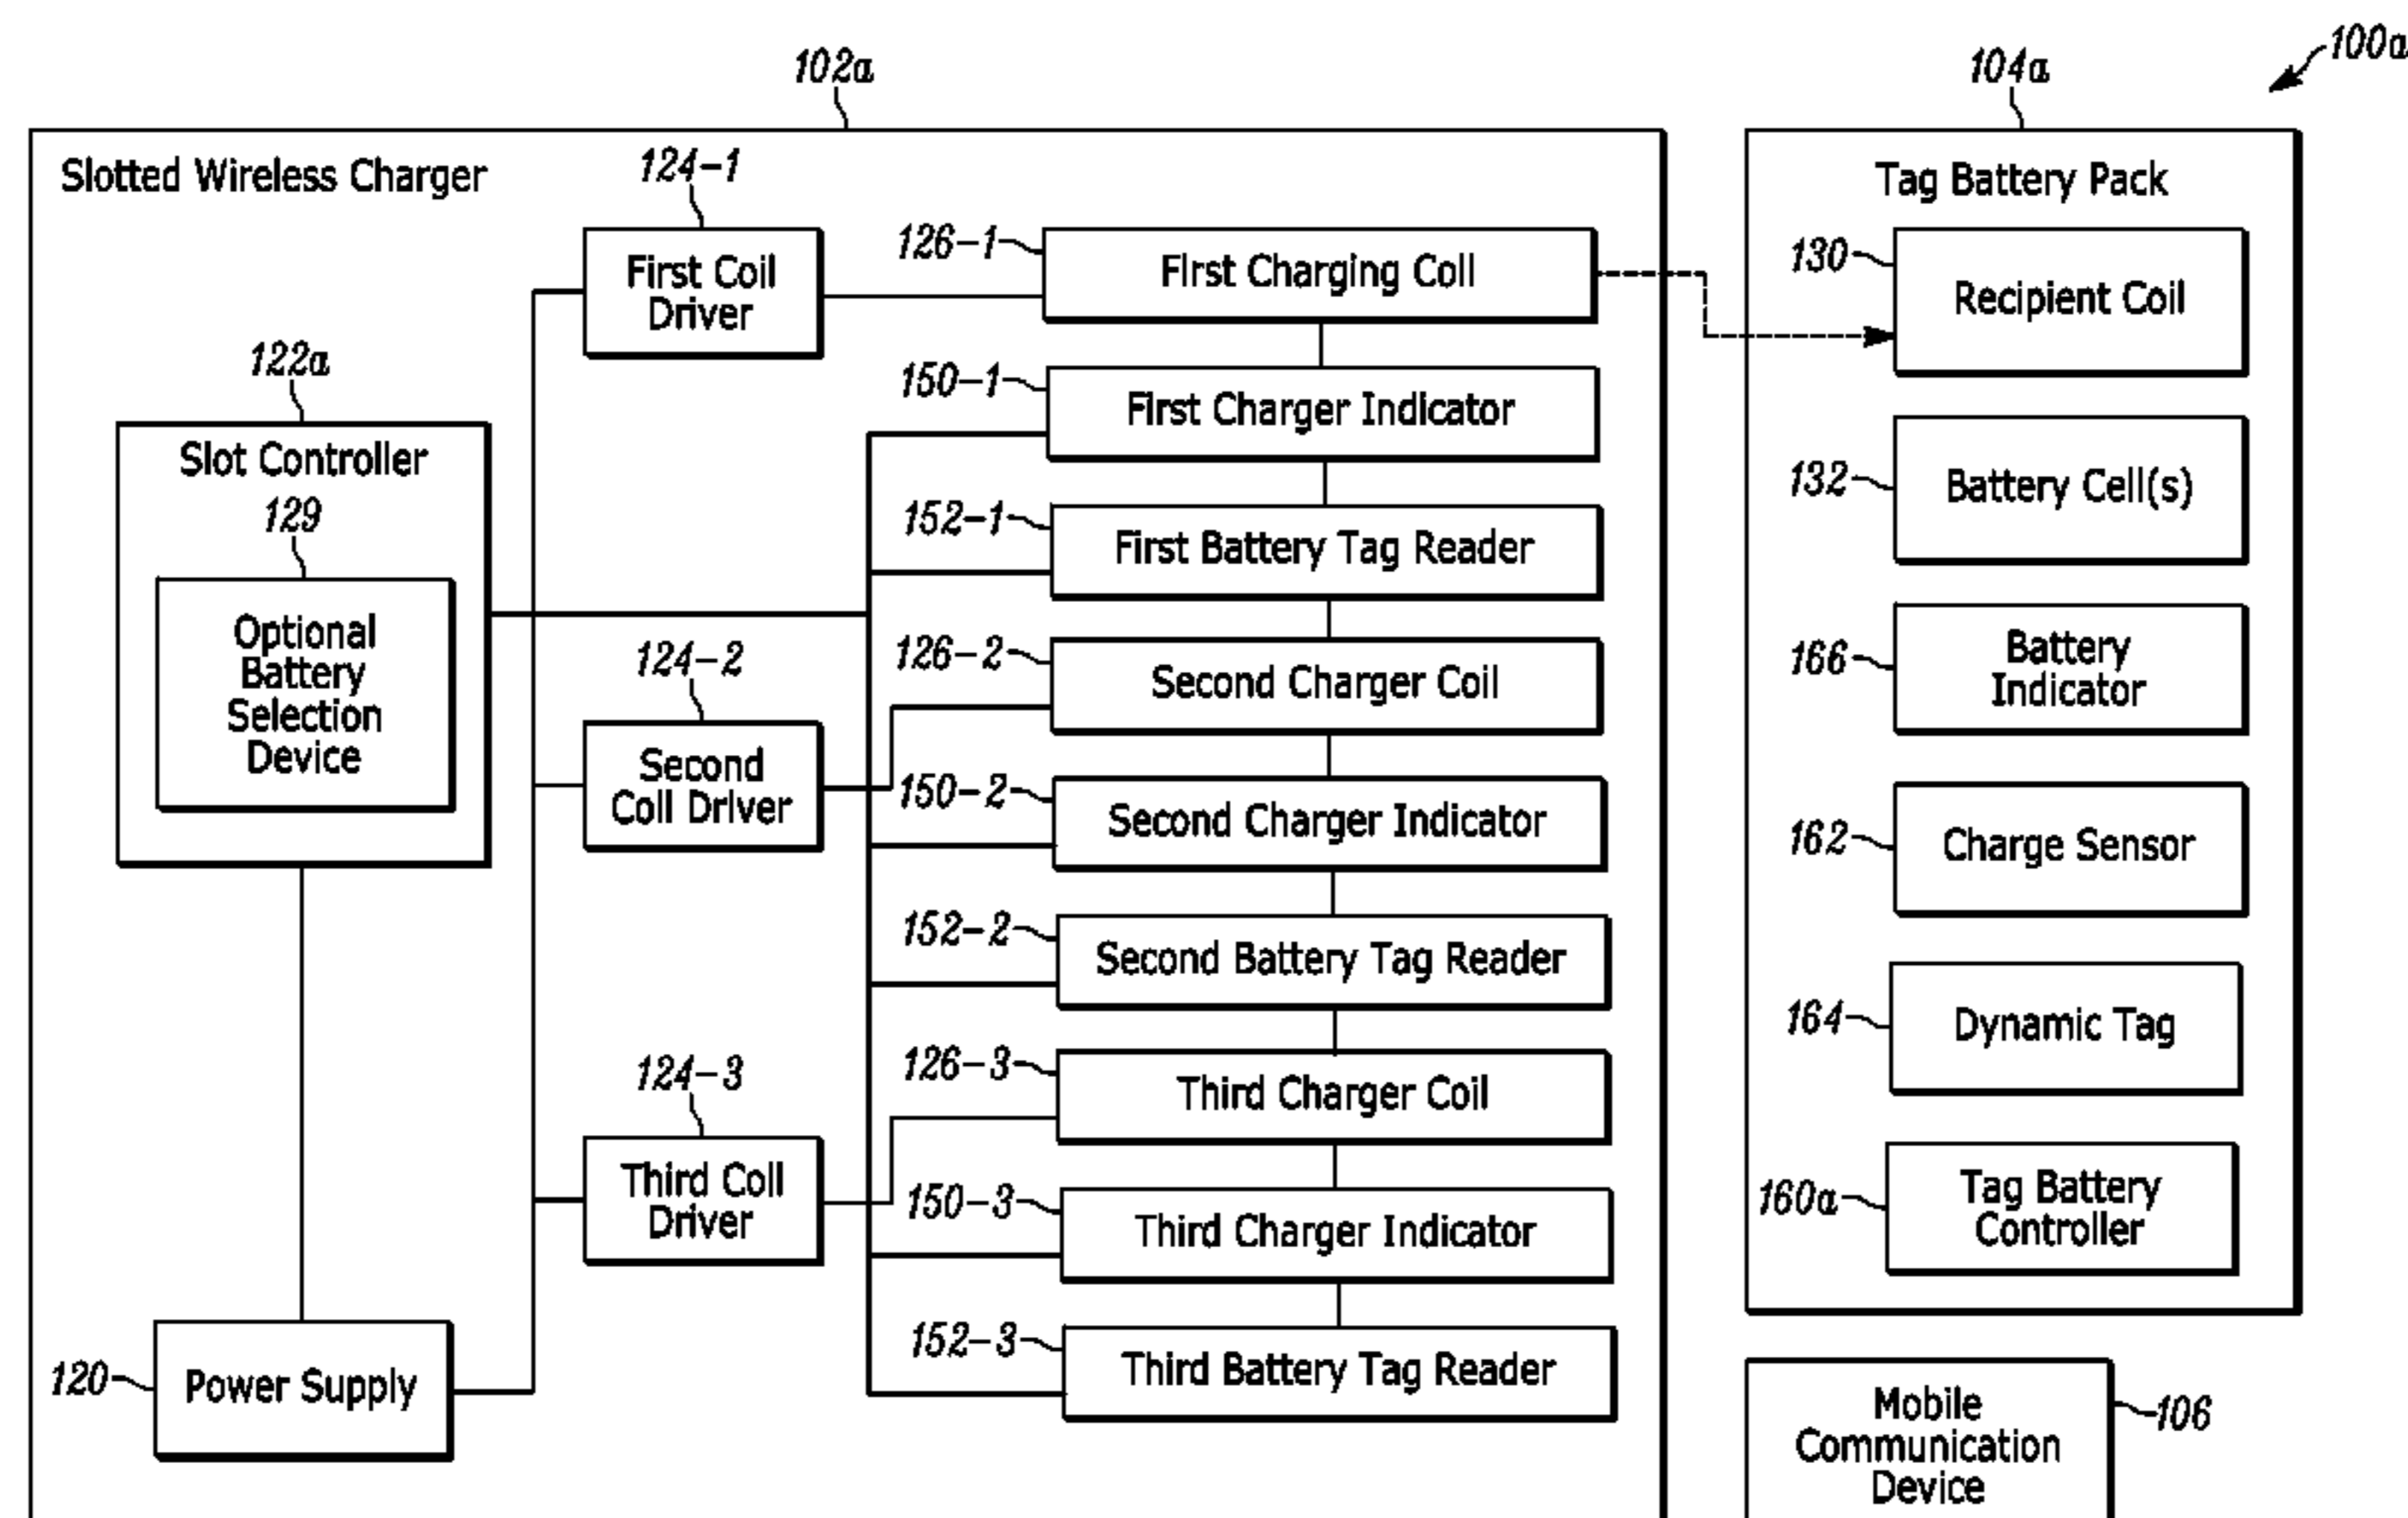 100a
102a
104a
Slotted Wireless Charger
Tag Battery Pack
124-1
First Coil
Driver
126-1
First Charging Coil
130
Recipient Coil
122a
Slot Controller
129
Optional
Battery
Selection
Device
150-1
First Charger Indicator
132
Battery Cell(s)
152-1
First Battery Tag Reader
124-2
Second
Coil Driver
126-2
Second Charger Coil
166
Battery
Indicator
150-2
Second Charger Indicator
162
Charge Sensor
152-2
Second Battery Tag Reader
164
Dynamic Tag
124-3
Third Coil
Driver
126-3
Third Charger Coil
150-3
Third Charger Indicator
160a
Tag Battery
Controller
120
Power Supply
152-3
Third Battery Tag Reader
Mobile
Communication
Device
106